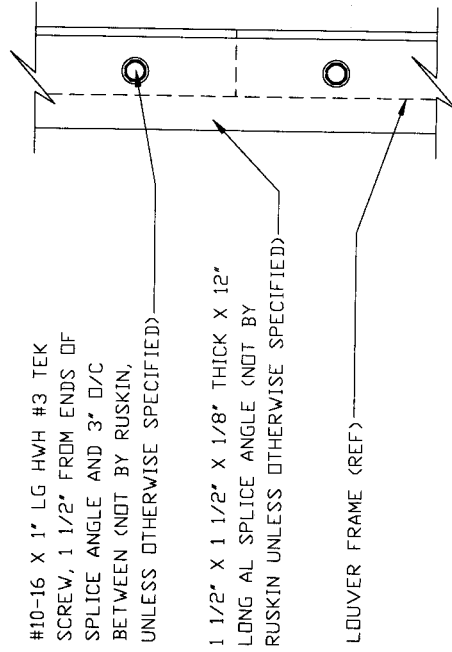 #10-16 X 1" LG HWH #3 TEK
SCREW, 1 1/2" FROM ENDS OF
SPLICE ANGLE AND 3" O/C
BETWEEN (NOT BY RUSKIN,
UNLESS OTHERWISE SPECIFIED)
1 1/2" X 1 1/2" X 1/8" THICK X 12"
LONG AL SPLICE ANGLE (NOT BY
RUSKIN UNLESS OTHERWISE SPECIFIED)
LOUVER FRAME (REF)